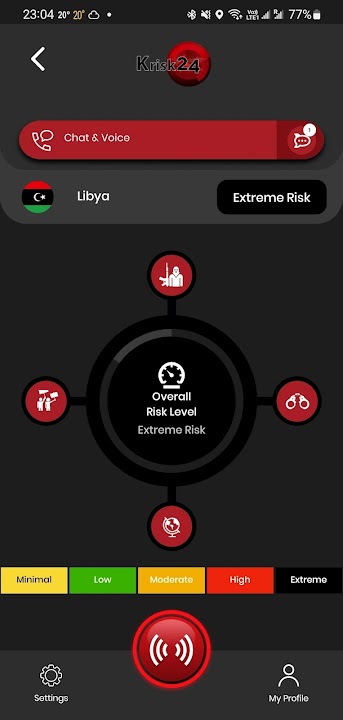 23:04 20° 20° 77%
Krisk24
Chat & Voice
1
Libya
Extreme Risk
Overall
Risk Level
Extreme Risk
Minimal Low Moderate High Extreme
Settings My Profile